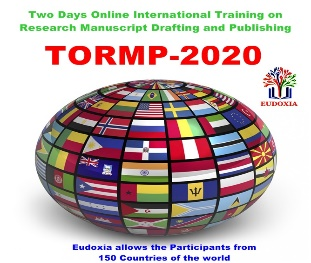 Two Days Online International Training on
Research Manuscript Drafting and Publishing
TORMP-2020
EUDOXIA
Eudoxia allows the Participants from
150 Countries of the world